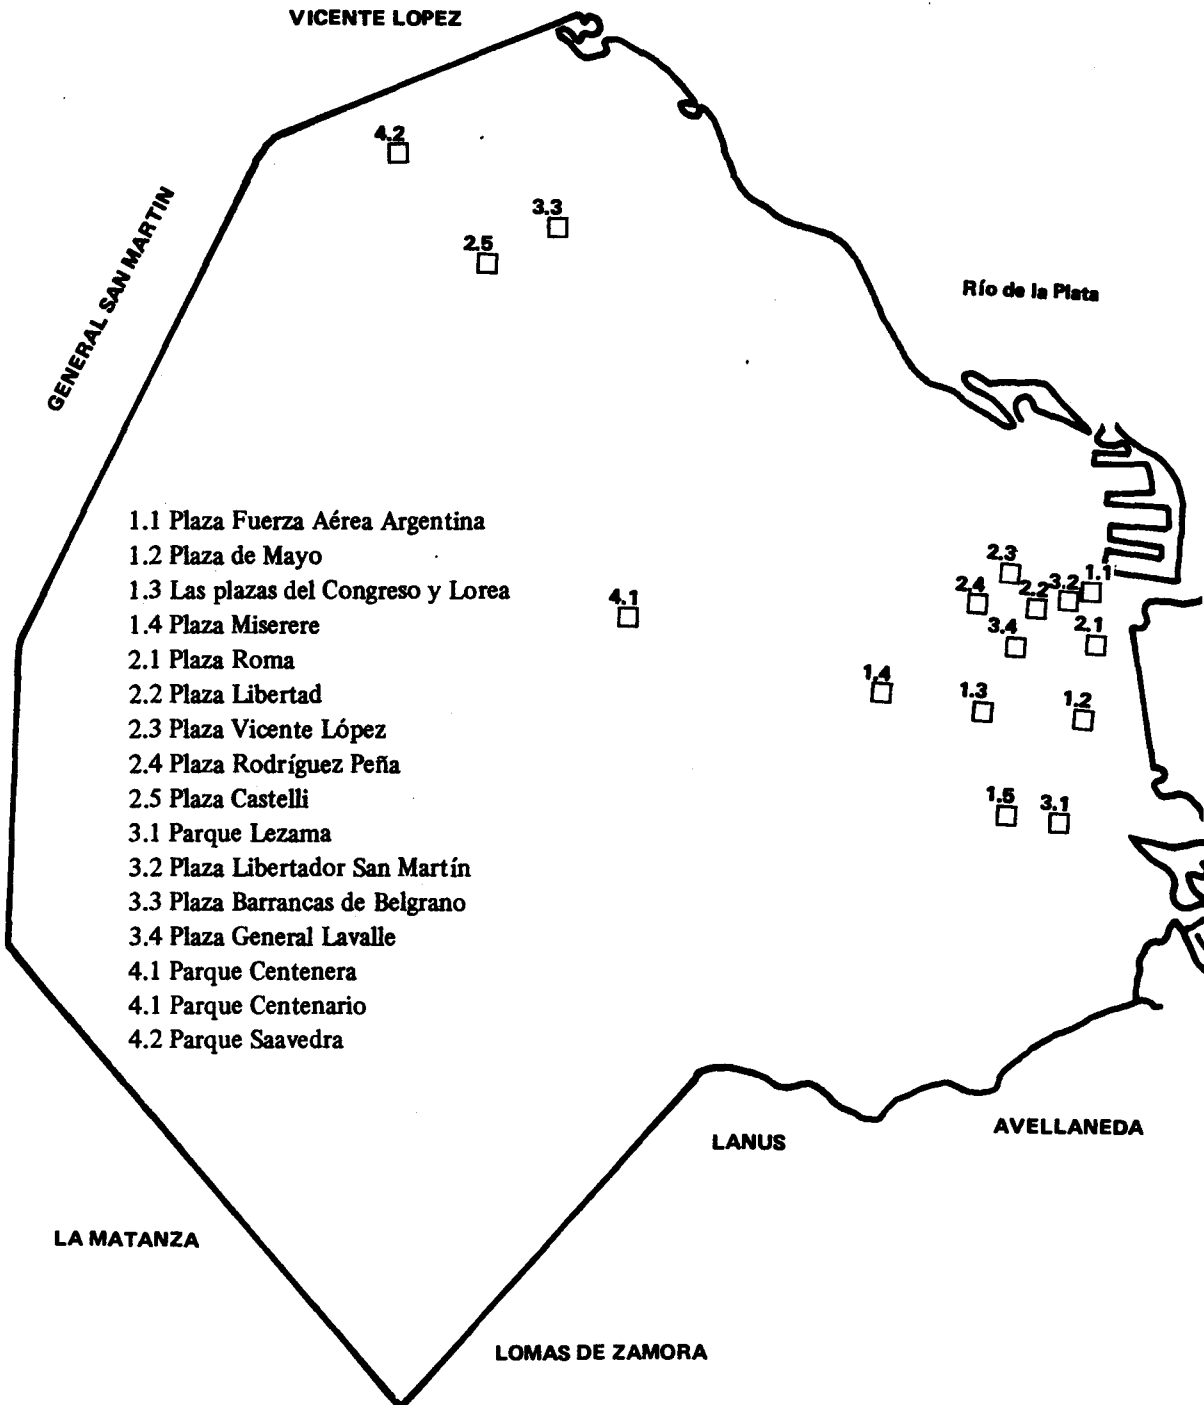 VICENTE LOPEZ
4.2
3.3
2.5
GENERAL SAN MARTIN
Río de la Plata
1.1 Plaza Fuerza Aérea Argentina
1.2 Plaza de Mayo
1.3 Las plazas del Congreso y Lorea
1.4 Plaza Miserere
2.1 Plaza Roma
2.2 Plaza Libertad
2.3 Plaza Vicente López
2.4 Plaza Rodríguez Peña
2.5 Plaza Castelli
3.1 Parque Lezama
3.2 Plaza Libertador San Martín
3.3 Plaza Barrancas de Belgrano
3.4 Plaza General Lavalle
4.1 Parque Centenera
4.1 Parque Centenario
4.2 Parque Saavedra
4.1
2.3
2.4
2.2
3.2
1.1
3.4
2.1
1.4
1.3
1.2
1.5
3.1
LANUS
AVELLANEDA
LA MATANZA
LOMAS DE ZAMORA